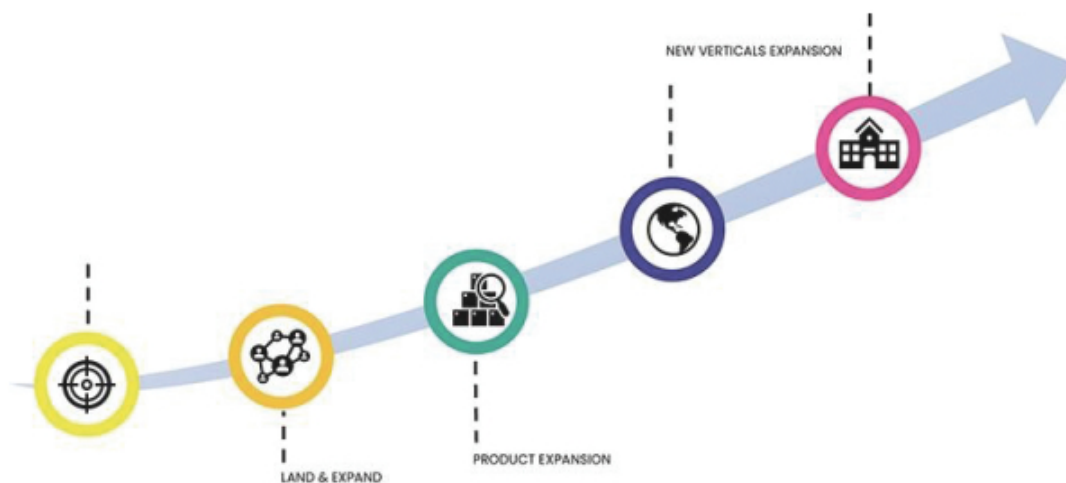 NEW VERTICALS EXPANSION
PRODUCT EXPANSION
LAND & EXPAND